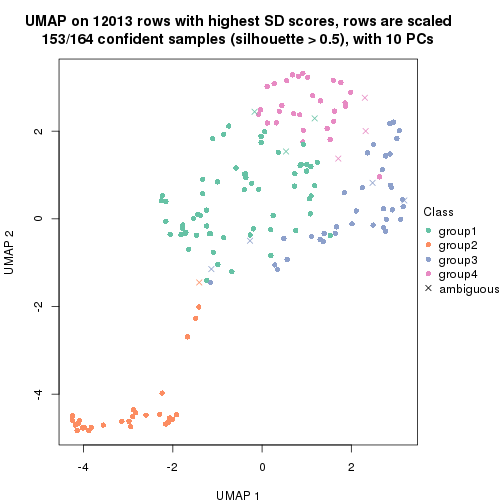 UMAP on 12013 rows with highest SD scores, rows are scaled
153/164 confident samples (silhouette > 0.5), with 10 PCs
2
0
-2
-4
UMAP 2
-4
-2
0
2
UMAP 1
Class
group1
group2
group3
group4
ambiguous